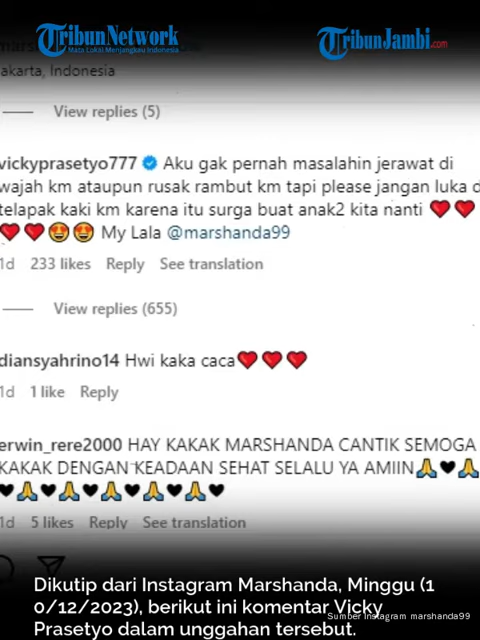 TribunNetwork
Mata Lokal Menjangkau Indonesia
TribunJambi.com
akarta, Indonesia
View replies (5)
vickyprasetyo777 Aku gak pernah masalahin jerawat di
wajah km ataupun rusak rambut km tapi please jangan luka d
telapak kaki km karena itu surga buat anak2 kita nanti ❤️❤️
❤️❤️🤩🤩 My Lala @marshanda99
1d 233 likes Reply See translation
View replies (655)
diansyahrino14 Hwi kaka caca❤️❤️❤️
1d 1 like Reply
erwin_rere2000 HAY KAKAK MARSHANDA CANTIK SEMOGA
KAKAK DENGAN KEADAAN SEHAT SELALU YA AMIIN🙏🖤🙏
🖤🙏🖤🙏🖤🙏🖤🙏🖤
1d 5 likes Reply See translation
Dikutip dari Instagram Marshanda, Minggu (1
0/12/2023), berikut ini komentar Vicky
Sumber Instagram marshanda99
Prasetyo dalam unggahan tersebut.